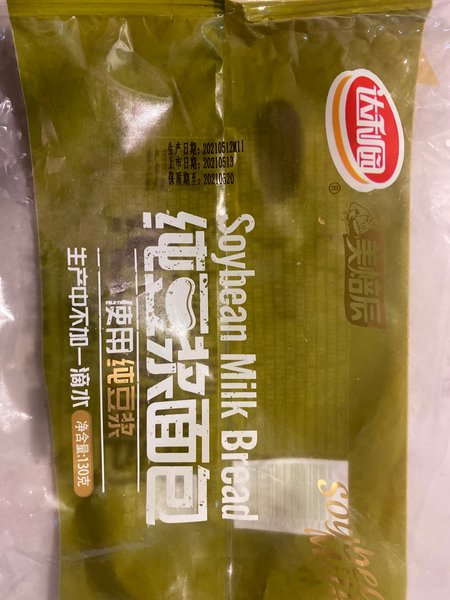 达利园
®
美焙辰
生产日期：20210512M11
上市日期：20210513
保质期至：20210520
Soybean Milk Bread
纯豆浆面包
使用纯豆浆
生产中不加一滴水
净含量:130克
soybean